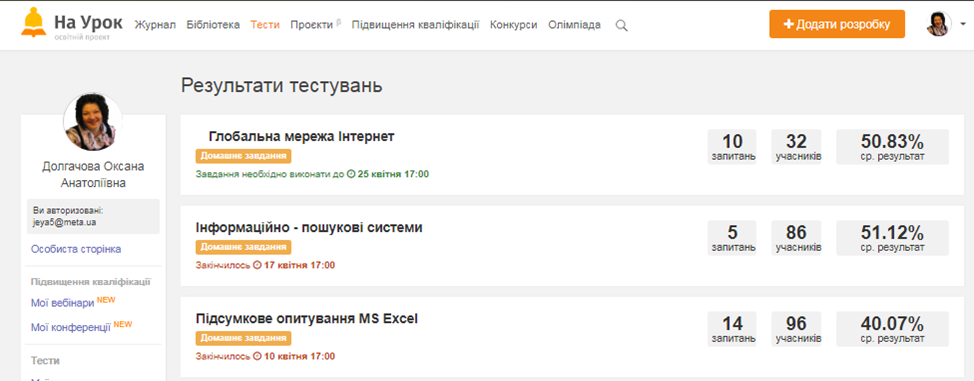 На Урок
освітній проект
Журнал Бібліотека Тести Проєкти β Підвищення кваліфікації Конкурси Олімпіада
+ Додати розробку
Результати тестувань
Долгачова Оксана
Анатоліївна
Ви авторизовані:
jeya5@meta.ua
Особиста сторінка
Підвищення кваліфікації
Мої вебінари NEW
Мої конференції NEW
Тести
Глобальна мережа Інтернет
Домашнє завдання
Завдання необхідно виконати до 25 квітня 17:00
10 запитань
32 учасників
50.83% ср. результат
Інформаційно - пошукові системи
Домашнє завдання
Закінчилось 17 квітня 17:00
5 запитань
86 учасників
51.12% ср. результат
Підсумкове опитування MS Excel
Домашнє завдання
Закінчилось 10 квітня 17:00
14 запитань
96 учасників
40.07% ср. результат